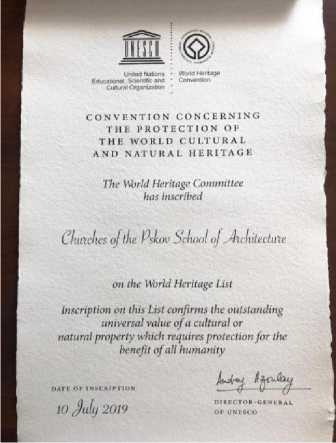 UNESCO
United Nations
Educational, Scientific and
Cultural Organization
World Heritage
Convention
CONVENTION CONCERNING
THE PROTECTION OF
THE WORLD CULTURAL
AND NATURAL HERITAGE
The World Heritage Committee
has inscribed
Churches of the Pskov School of Architecture
on the World Heritage List
Inscription on this List confirms the outstanding
universal value of a cultural or
natural property which requires protection for the
benefit of all humanity
DATE OF INSCRIPTION
10 July 2019
Audrey Azoulay
DIRECTOR-GENERAL
OF UNESCO